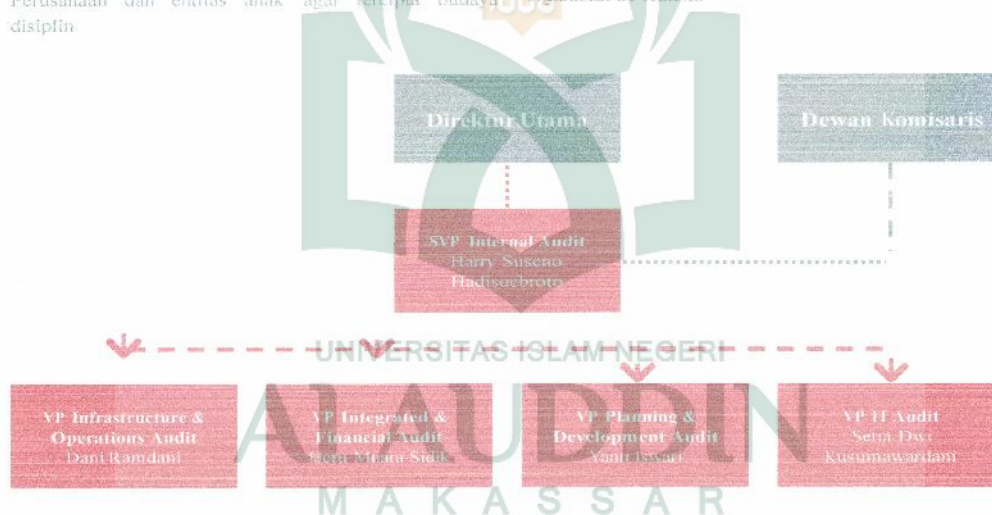 Perusahaan dan entitas anak agar tercipta budaya
disiplin
Direktur Utama
Dewan Komisaris
SVP Internal Audit
Harry Suseno
Hadisoebroto
UNIVERSITAS ISLAM NEGERI
VP Infrastructure &
Operations Audit
Dani Ramdani
VP Integrated &
Financial Audit
Sidik
VP Planning &
Development Audit
Yanti Iswari
VP IT Audit
Setia Dwi
Kusumawardani
ALAUDDIN
MAKASSAR